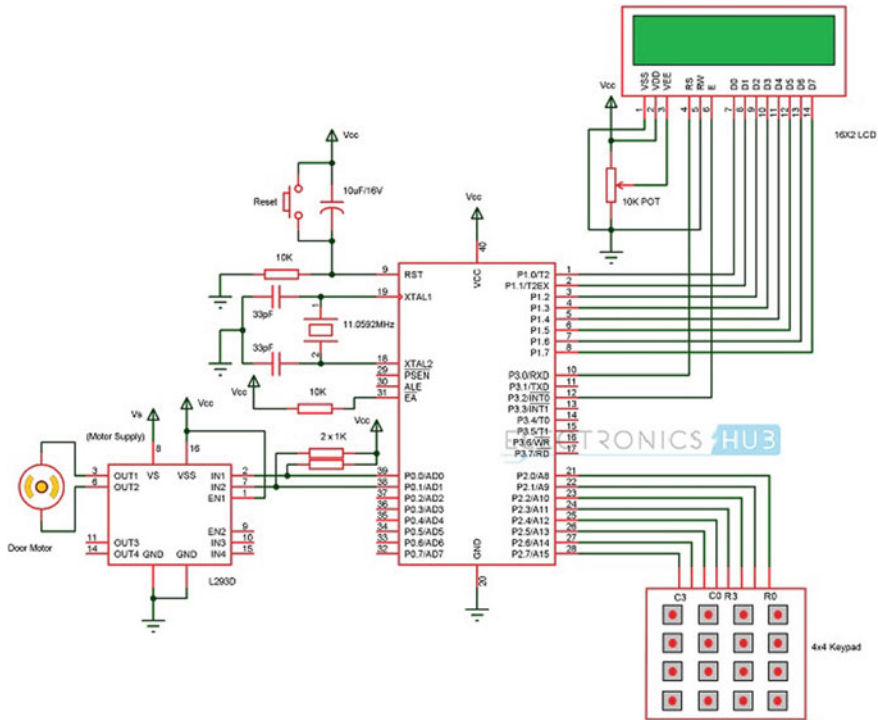 Vcc
VSS
VDD
VEE
RS
RW
E
D0
D1
D2
D3
D4
D5
D6
D7
1
2
3
4
5
6
7
8
9
10
11
12
13
14
16X2 LCD
10K POT
Vcc
10uF/16V
Reset
10K
33pF
33pF
1
11.0592MHz
2
Vcc
10K
Vcc
2 x 1K
Vcc
40
VCC
9 RST
19 XTAL1
18 XTAL2
29 PSEN
30 ALE
31 EA
39 P0.0/AD0
38 P0.1/AD1
37 P0.2/AD2
36 P0.3/AD3
35 P0.4/AD4
34 P0.5/AD5
33 P0.6/AD6
32 P0.7/AD7
GND
20
P1.0/T2 1
P1.1/T2EX 2
P1.2 3
P1.3 4
P1.4 5
P1.5 6
P1.6 7
P1.7 8
P3.0/RXD 10
P3.1/TXD 11
P3.2/INT0 12
P3.3/INT1 13
P3.4/T0 14
P3.5/T1 15
P3.6/WR 16
P3.7/RD 17
P2.0/A8 21
P2.1/A9 22
P2.2/A10 23
P2.3/A11 24
P2.4/A12 25
P2.5/A13 26
P2.6/A14 27
P2.7/A15 28
ELECTRONICS HUB
Vs
Vcc
(Motor Supply)
8
16
VS
VSS
3 OUT1
6 OUT2
11 OUT3
14 OUT4
IN1 2
IN2 7
EN1 1
EN2 9
IN3 10
IN4 15
GND
GND
L293D
Door Motor
C3
C0
R3
R0
4x4 Keypad